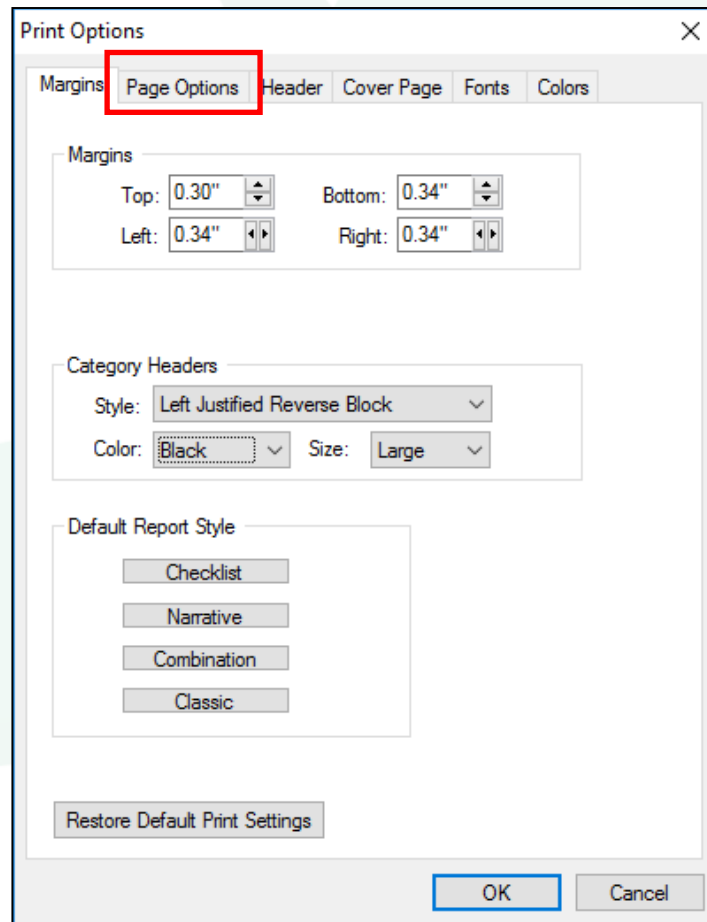 Print Options
Margins Page Options Header Cover Page Fonts Colors
Margins
Top: 0.30" Bottom: 0.34"
Left: 0.34" Right: 0.34"
Category Headers
Style: Left Justified Reverse Block
Color: Black Size: Large
Default Report Style
Checklist
Narrative
Combination
Classic
Restore Default Print Settings
OK Cancel